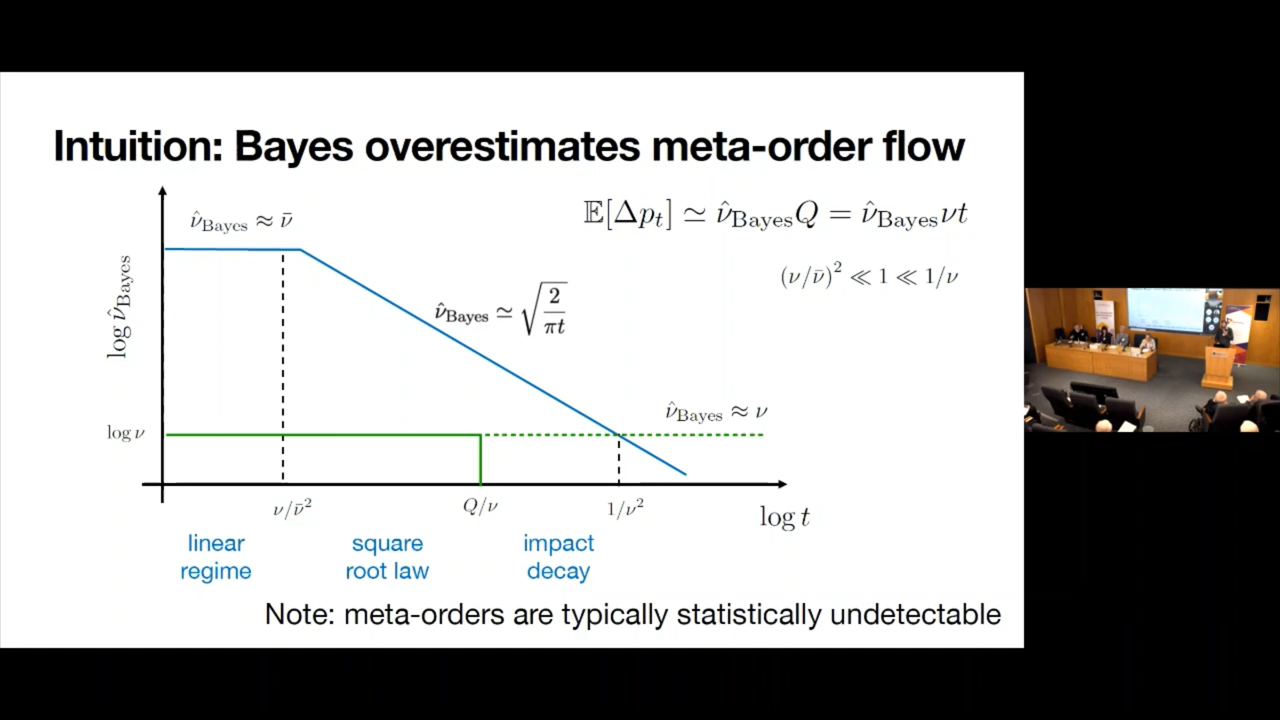 Intuition: Bayes overestimates meta-order flow
ν̂_Bayes ≈ ν̄
𝔼[Δp_t] ≃ ν̂_Bayes Q = ν̂_Bayes νt
(ν/ν̄)² ≪ 1 ≪ 1/ν
log ν̂_Bayes
ν̂_Bayes ≃ √(2/πt)
ν̂_Bayes ≈ ν
log ν
ν/ν̄²
Q/ν
1/ν²
log t
linear
regime
square
root law
impact
decay
Note: meta-orders are typically statistically undetectable